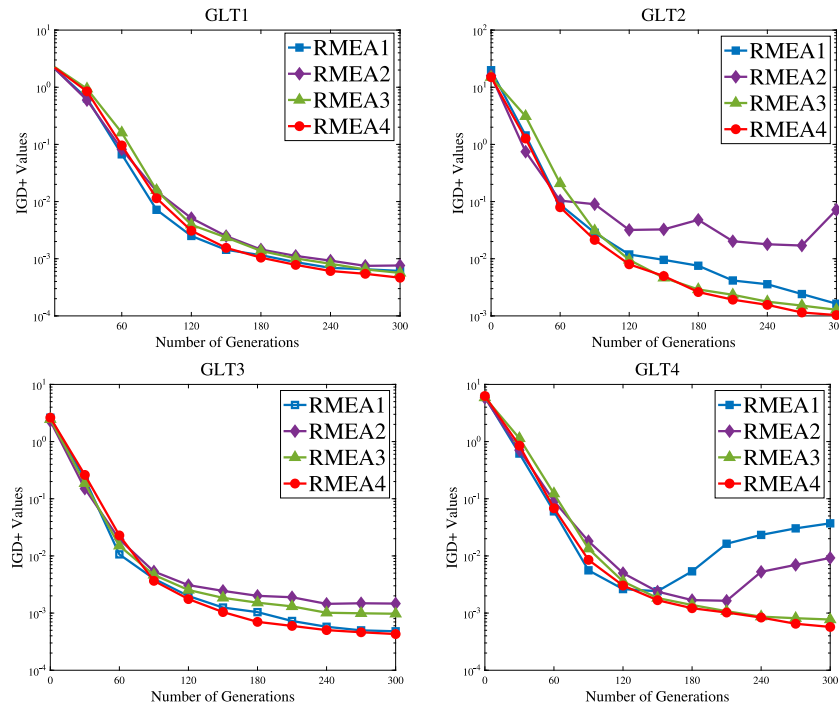 GLT1
IGD+ Values
10^1
10^0
10^-1
10^-2
10^-3
10^-4
60 120 180 240 300
Number of Generations
RMEA1
RMEA2
RMEA3
RMEA4
GLT2
IGD+ Values
10^2
10^1
10^0
10^-1
10^-2
10^-3
0 60 120 180 240 300
Number of Generations
RMEA1
RMEA2
RMEA3
RMEA4
GLT3
IGD+ Values
10^1
10^0
10^-1
10^-2
10^-3
10^-4
0 60 120 180 240 300
Number of Generations
RMEA1
RMEA2
RMEA3
RMEA4
GLT4
IGD+ Values
10^1
10^0
10^-1
10^-2
10^-3
10^-4
0 60 120 180 240 300
Number of Generations
RMEA1
RMEA2
RMEA3
RMEA4